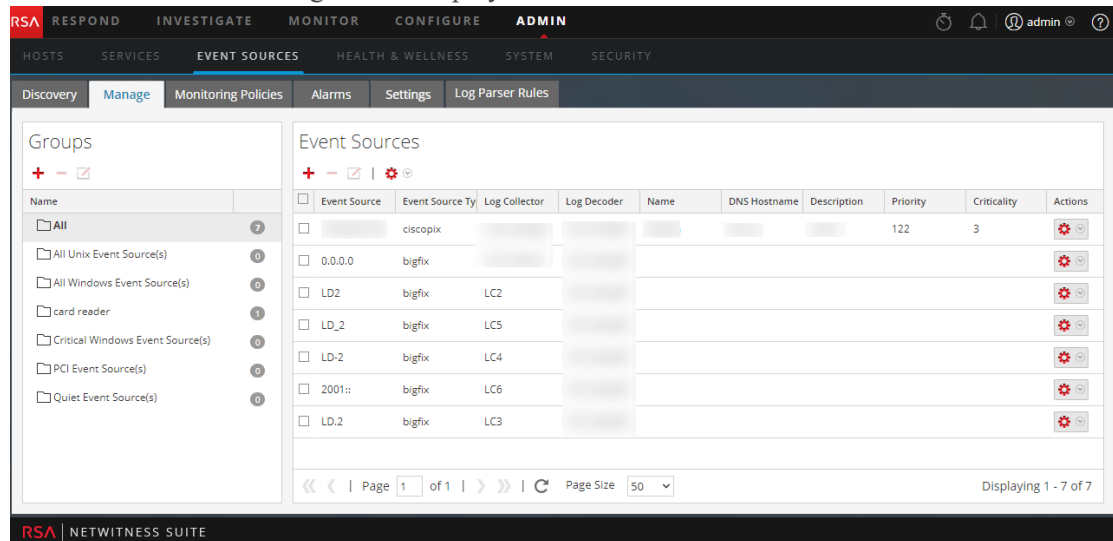 RSA RESPOND INVESTIGATE MONITOR CONFIGURE ADMIN admin ?
HOSTS SERVICES EVENT SOURCES HEALTH & WELLNESS SYSTEM SECURITY
Discovery Manage Monitoring Policies Alarms Settings Log Parser Rules
Groups
Name
All 7
All Unix Event Source(s) 0
All Windows Event Source(s) 0
card reader 1
Critical Windows Event Source(s) 0
PCI Event Source(s) 0
Quiet Event Source(s) 0
Event Sources
Event Source Event Source Ty Log Collector Log Decoder Name DNS Hostname Description Priority Criticality Actions
ciscopix 122 3
0.0.0.0 bigfix
LD2 bigfix LC2
LD_2 bigfix LC5
LD-2 bigfix LC4
2001:: bigfix LC6
LD.2 bigfix LC3
Page 1 of 1 Page Size 50 Displaying 1 - 7 of 7
RSA NETWITNESS SUITE